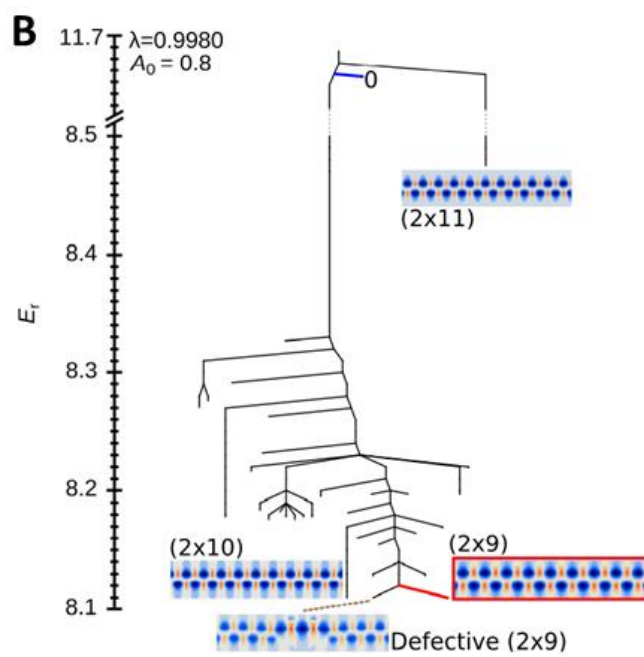 B
11.7
λ=0.9980
A₀ = 0.8
0
8.5
(2x11)
8.4
Eᵣ
8.3
8.2
(2x10)
(2x9)
8.1
Defective (2x9)